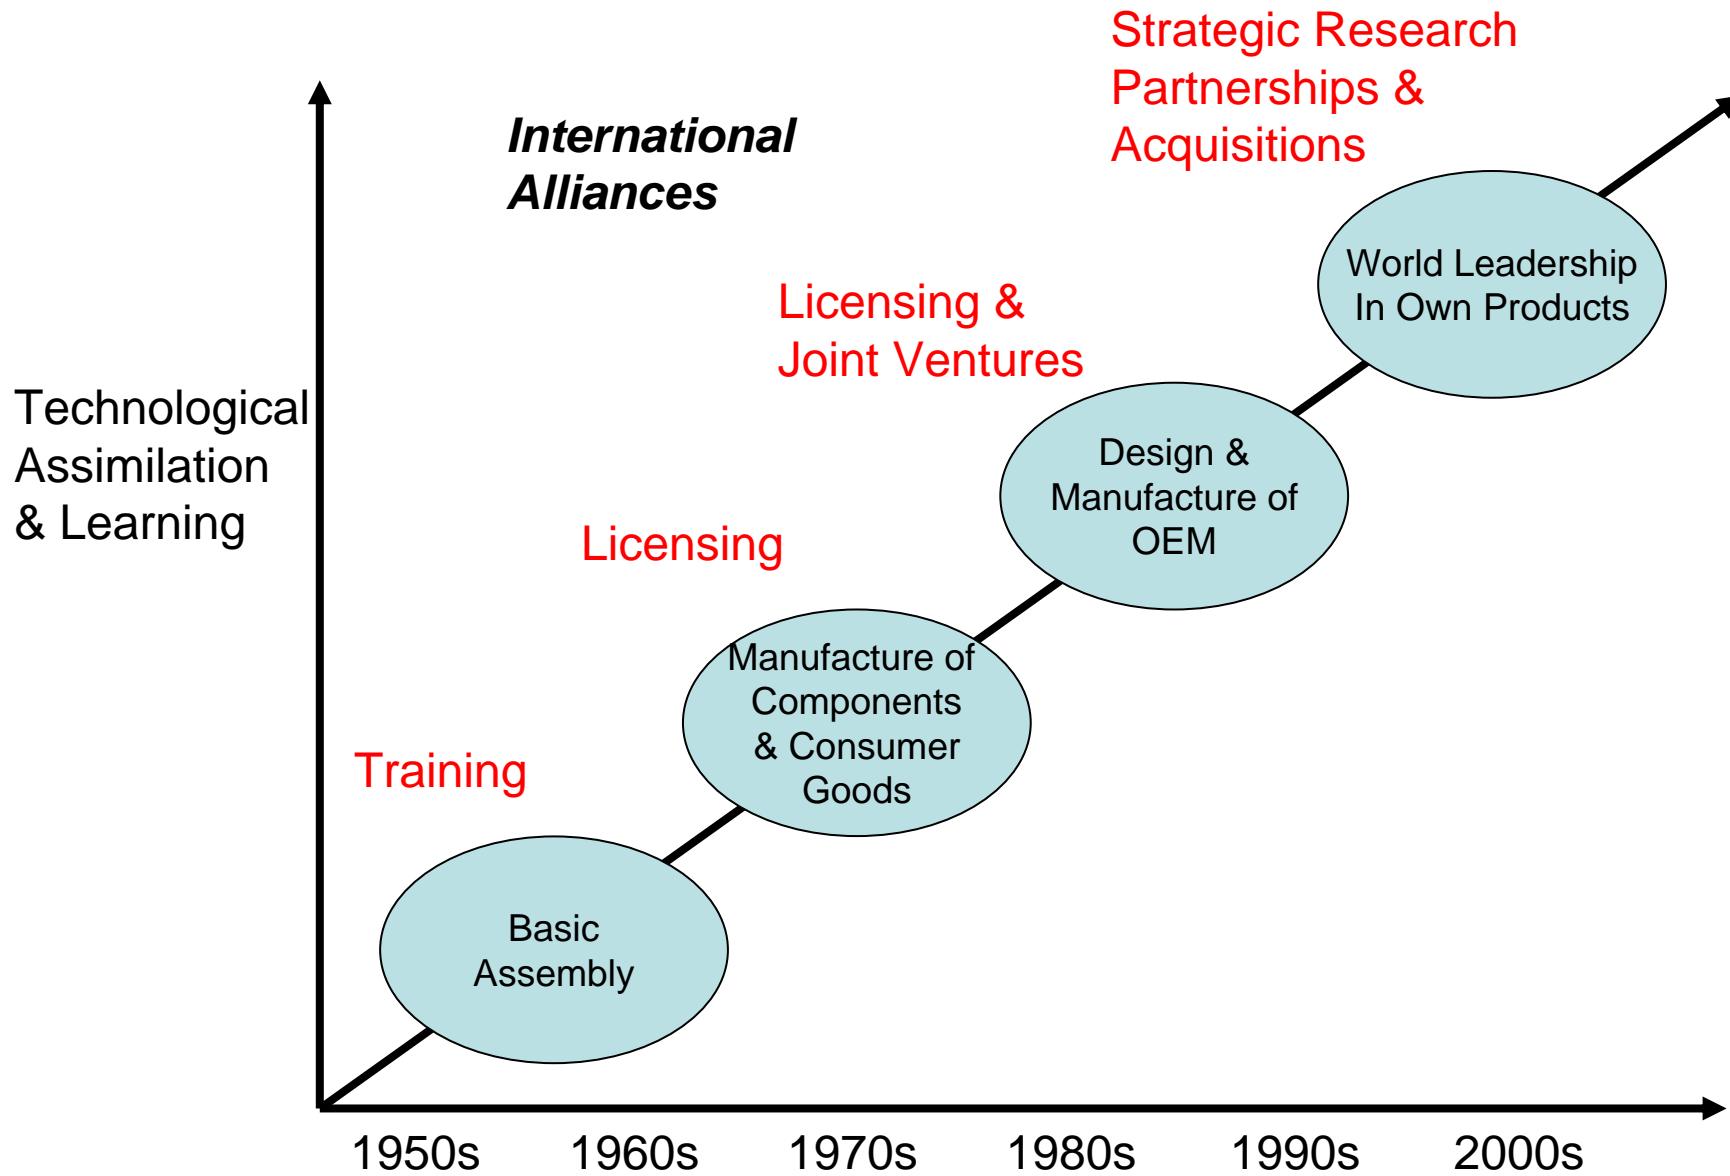 Strategic Research
Partnerships &
Acquisitions
International
Alliances
World Leadership
In Own Products
Licensing &
Joint Ventures
Technological
Assimilation
& Learning
Design &
Manufacture of
OEM
Licensing
Manufacture of
Components
& Consumer
Goods
Training
Basic
Assembly
1950s 1960s 1970s 1980s 1990s 2000s